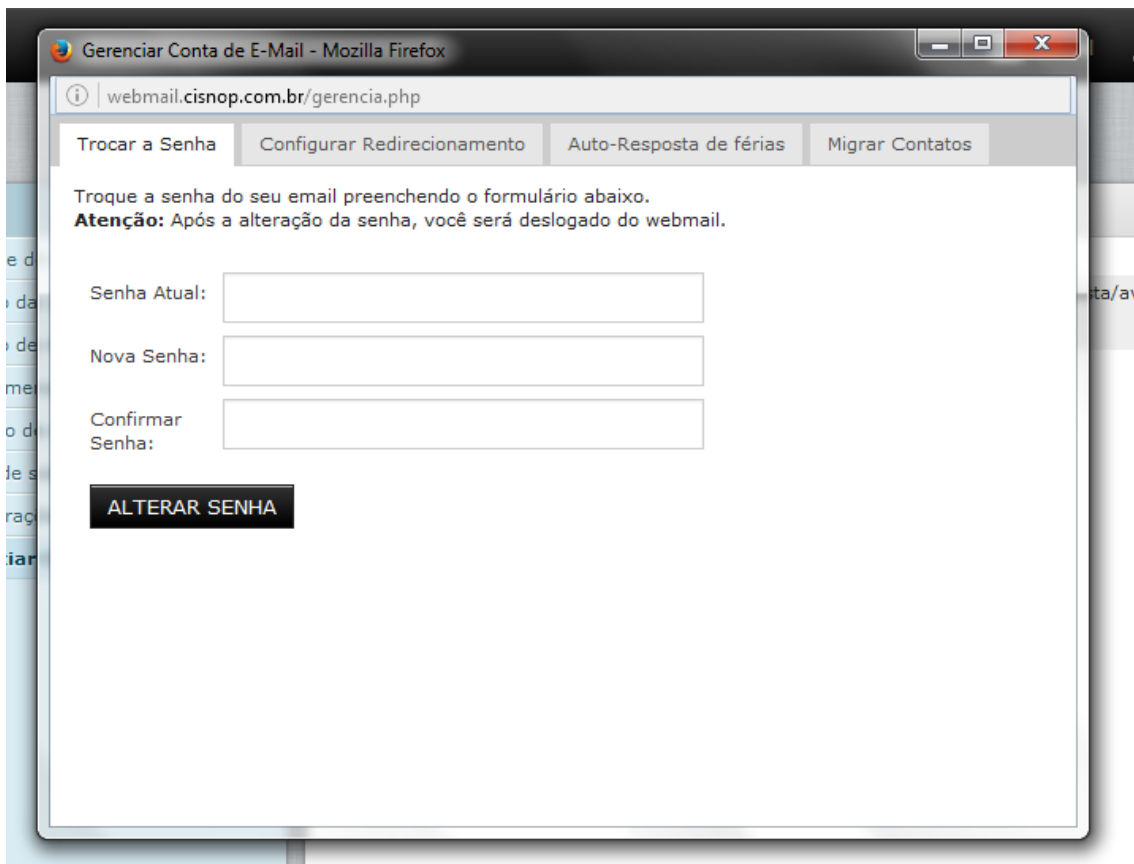 Gerenciar Conta de E-Mail - Mozilla Firefox
webmail.cisnop.com.br/gerencia.php
Trocar a Senha Configurar Redirecionamento Auto-Resposta de férias Migrar Contatos
Troque a senha do seu email preenchendo o formulário abaixo.
Atenção: Após a alteração da senha, você será deslogado do webmail.
Senha Atual:
Nova Senha:
Confirmar
Senha:
ALTERAR SENHA